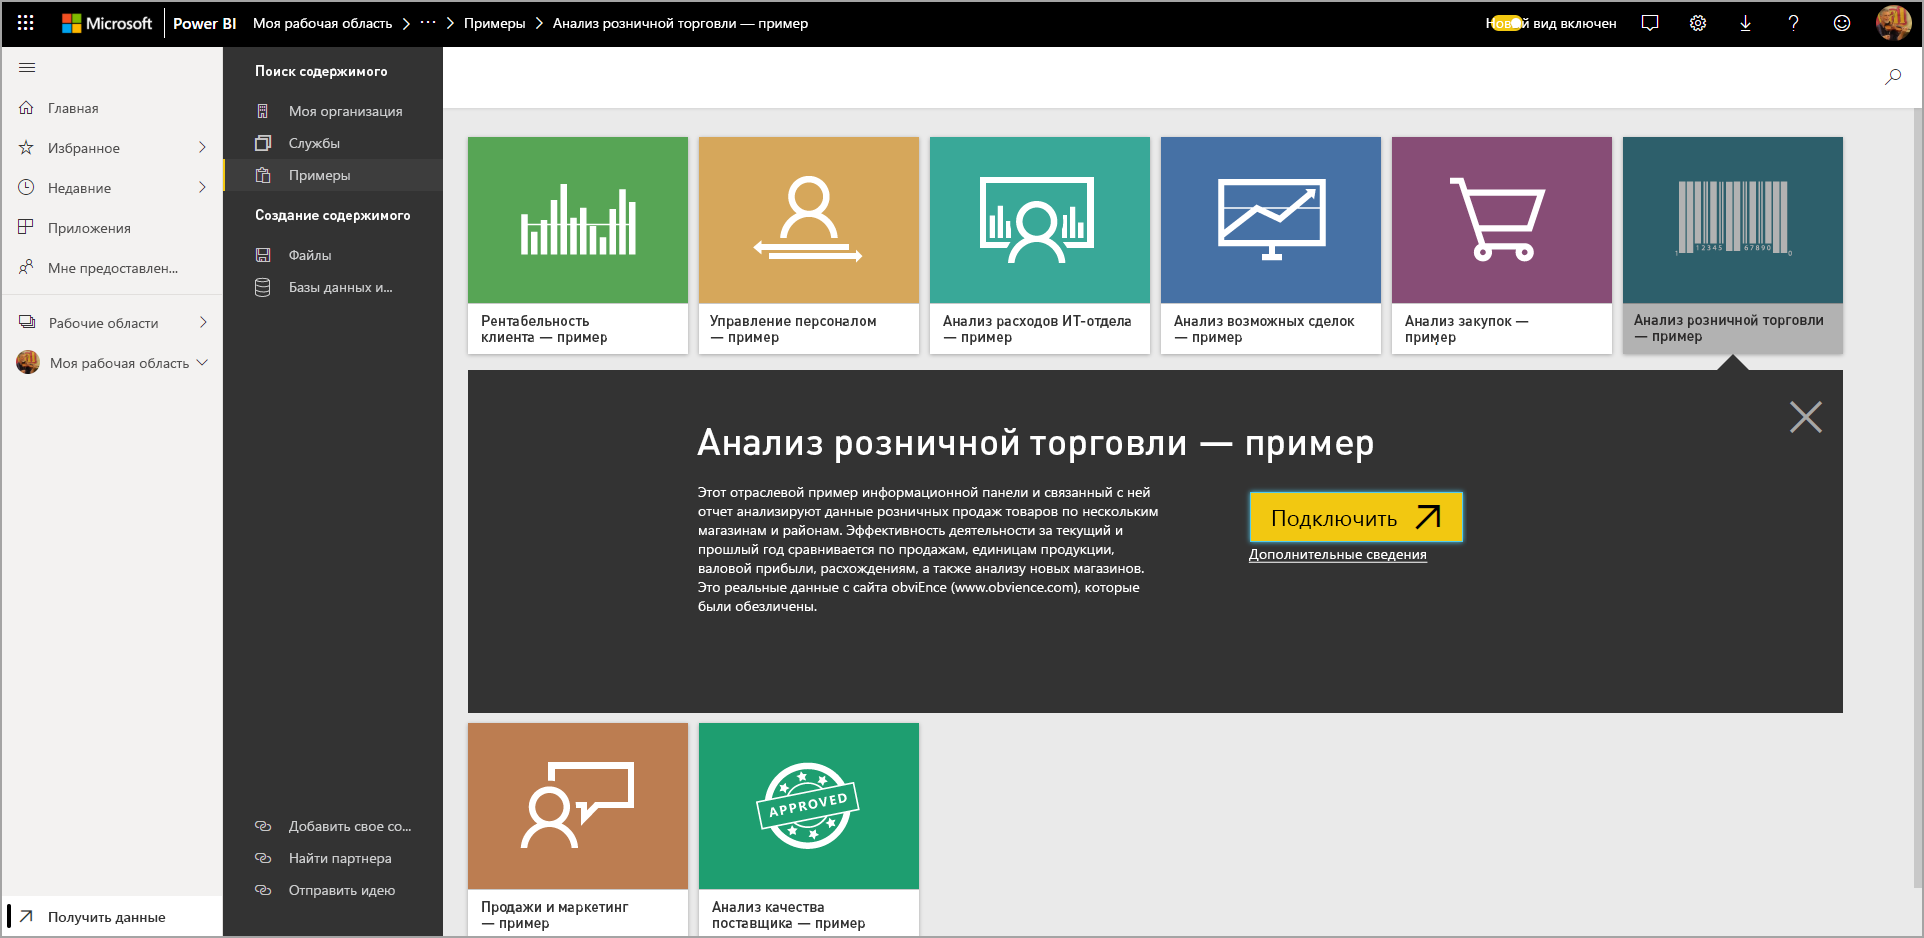 Microsoft Power BI Моя рабочая область ··· Примеры Анализ розничной торговли — пример
Новый вид включен
Главная
Избранное
Недавние
Приложения
Мне предоставлен...
Рабочие области
Моя рабочая область
Получить данные
Поиск содержимого
Моя организация
Службы
Примеры
Создание содержимого
Файлы
Базы данных и...
Добавить свое со...
Найти партнера
Отправить идею
Рентабельность
клиента — пример
Управление персоналом
— пример
Анализ расходов ИТ-отдела
— пример
Анализ возможных сделок
— пример
Анализ закупок —
пример
1 12345 67890 0
Анализ розничной торговли
— пример
Анализ розничной торговли — пример
Этот отраслевой пример информационной панели и связанный с ней
отчет анализируют данные розничных продаж товаров по нескольким
магазинам и районам. Эффективность деятельности за текущий и
прошлый год сравнивается по продажам, единицам продукции,
валовой прибыли, расхождениям, а также анализу новых магазинов.
Это реальные данные с сайта obviEnce (www.obvience.com), которые
были обезличены.
Подключить
Дополнительные сведения
Продажи и маркетинг
— пример
APPROVED
Анализ качества
поставщика — пример